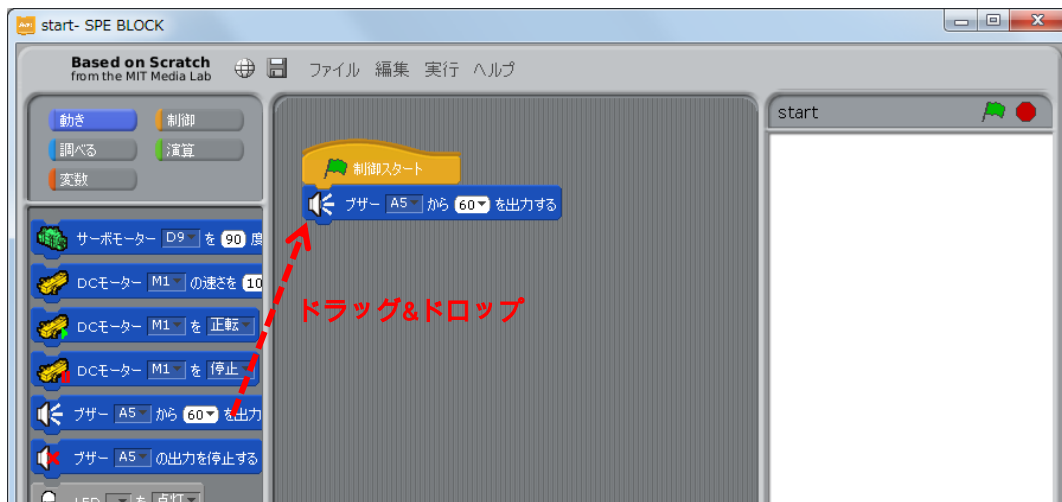 start- SPE BLOCK
Based on Scratch
from the MIT Media Lab
ファイル 編集 実行 ヘルプ
動き 制御
調べる 演算
変数
サーボモーター D9 を 90 度
DCモーター M1 の速さを 10
DCモーター M1 を 正転
DCモーター M1 を 停止
ブザー A5 から 60 を出力
ブザー A5 の出力を停止する
LED を 点灯
制御スタート
ブザー A5 から 60 を出力する
ドラッグ&ドロップ
start